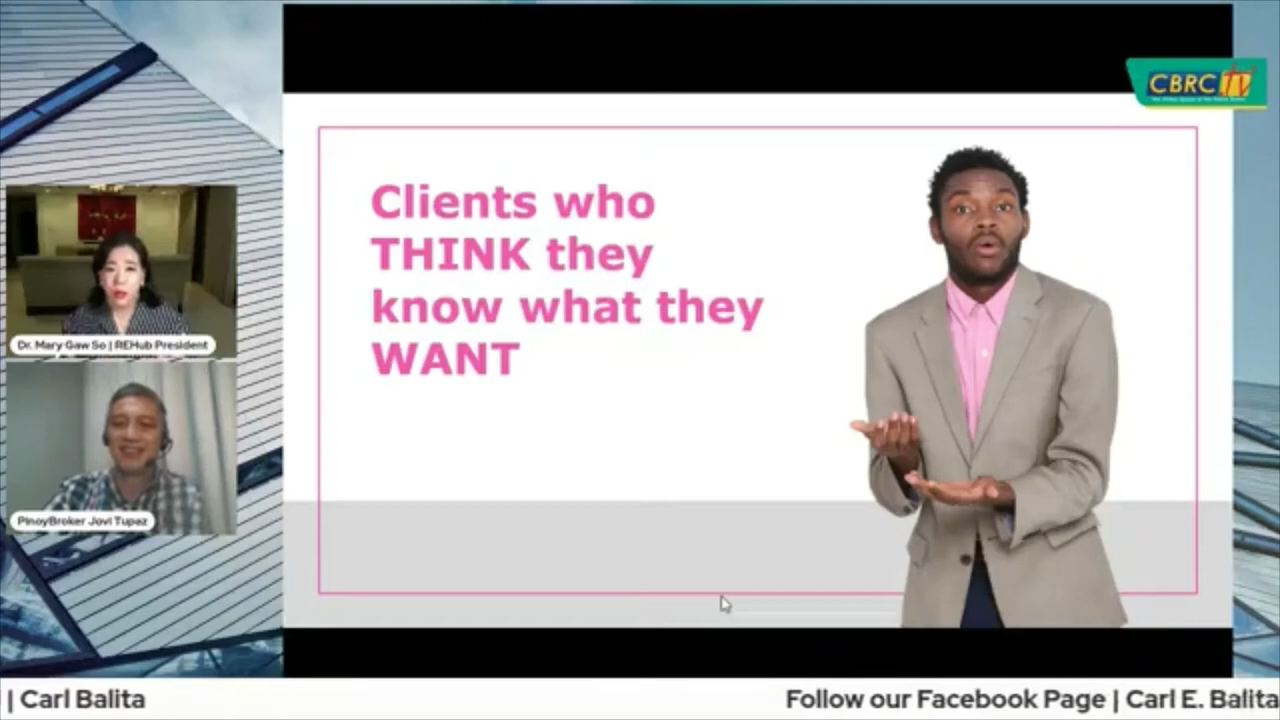 CBRC tv
Clients who
THINK they
know what they
WANT
Dr. Mary Gaw So | REHub President
PinoyBroker Jovi Tupaz
| Carl Balita
Follow our Facebook Page | Carl E. Balita